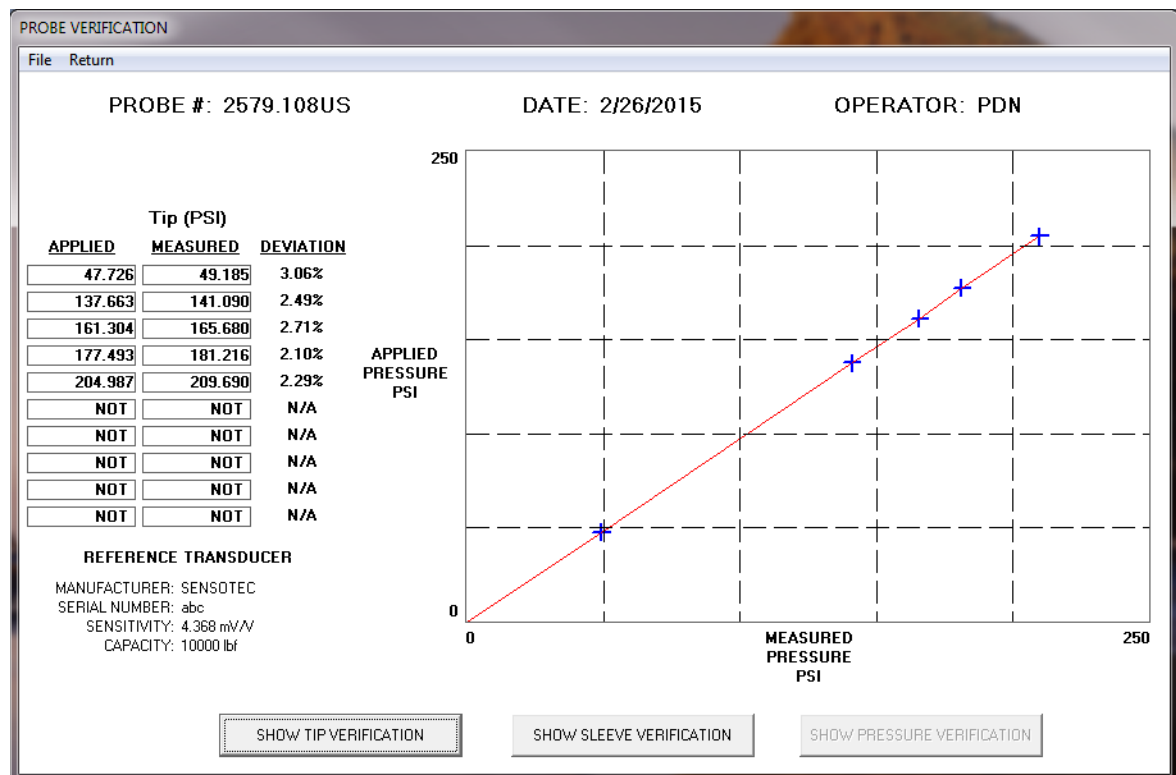 PROBE VERIFICATION
File Return
PROBE #: 2579.108US DATE: 2/26/2015 OPERATOR: PDN
Tip (PSI)
APPLIED MEASURED DEVIATION
47.726 49.185 3.06%
137.663 141.090 2.49%
161.304 165.680 2.71%
177.493 181.216 2.10%
204.987 209.690 2.29%
NOT NOT N/A
NOT NOT N/A
NOT NOT N/A
NOT NOT N/A
NOT NOT N/A
REFERENCE TRANSDUCER
MANUFACTURER: SENSOTEC
SERIAL NUMBER: abc
SENSITIVITY: 4.368 mV/V
CAPACITY: 10000 lbf
250
APPLIED
PRESSURE
PSI
0
0
MEASURED
PRESSURE
PSI
250
SHOW TIP VERIFICATION
SHOW SLEEVE VERIFICATION
SHOW PRESSURE VERIFICATION